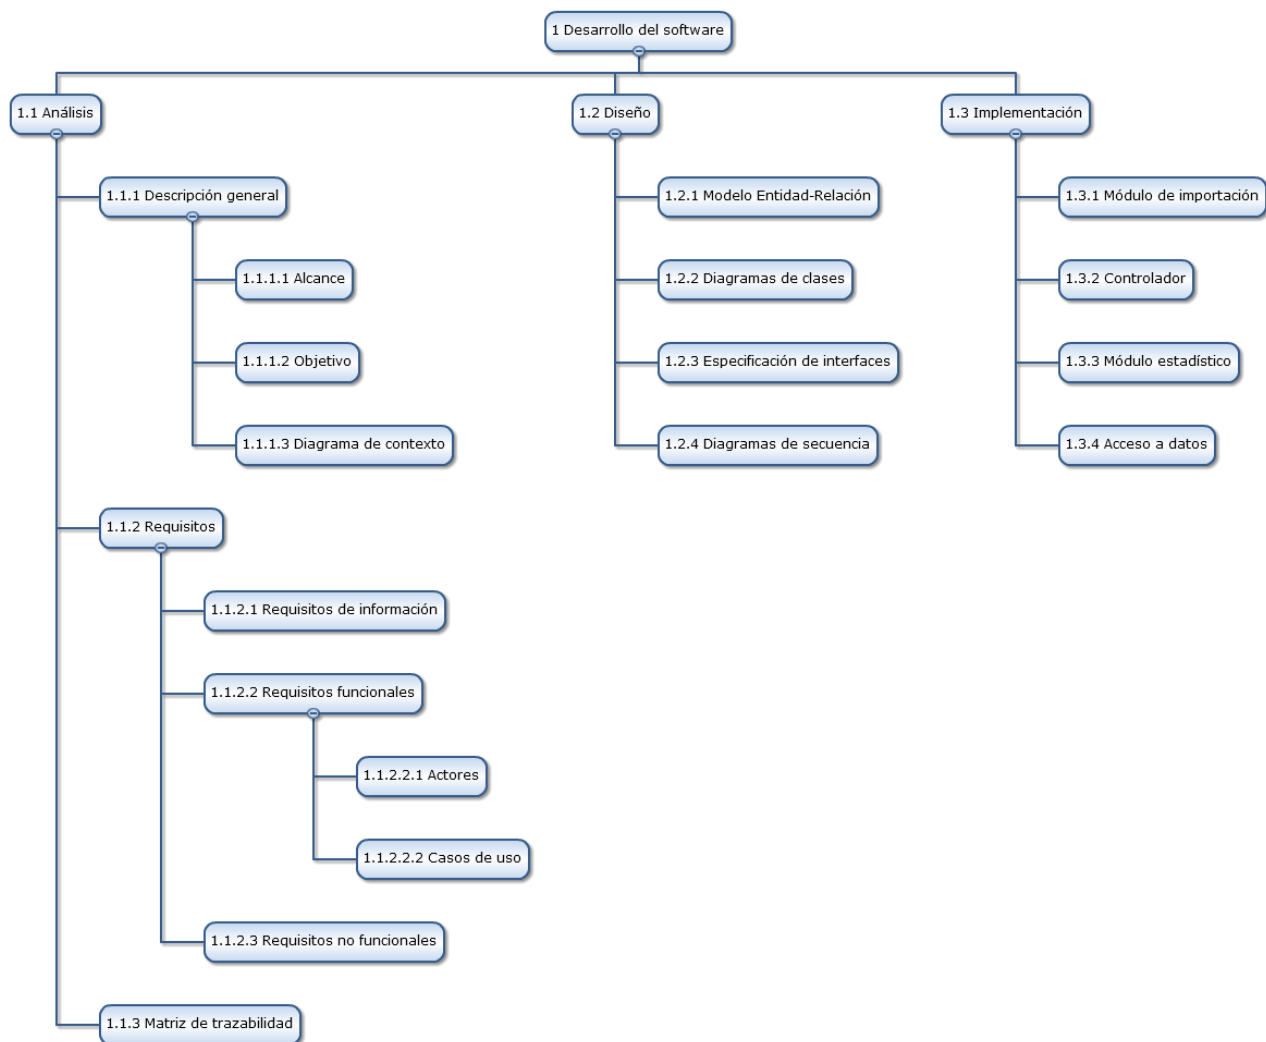 1 Desarrollo del software
1.1 Análisis
1.2 Diseño
1.3 Implementación
1.1.1 Descripción general
1.2.1 Modelo Entidad-Relación
1.3.1 Módulo de importación
1.1.1.1 Alcance
1.2.2 Diagramas de clases
1.3.2 Controlador
1.1.1.2 Objetivo
1.2.3 Especificación de interfaces
1.3.3 Módulo estadístico
1.1.1.3 Diagrama de contexto
1.2.4 Diagramas de secuencia
1.3.4 Acceso a datos
1.1.2 Requisitos
1.1.2.1 Requisitos de información
1.1.2.2 Requisitos funcionales
1.1.2.2.1 Actores
1.1.2.2.2 Casos de uso
1.1.2.3 Requisitos no funcionales
1.1.3 Matriz de trazabilidad